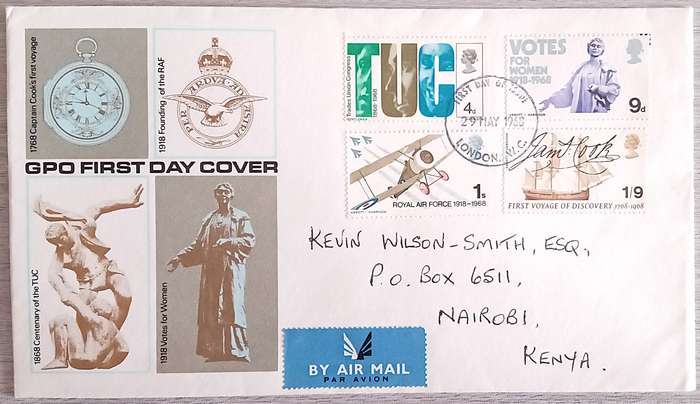 1768 Captain Cook's first voyage
1918 Founding of the RAF
PER ARDVA AD ASTRA
GPO FIRST DAY COVER
1868 Centenary of the TUC
1918 Votes for Women
Trades Union Congress
1868-1968
TUC
4d
VOTES
FOR
WOMEN
1918-1968
9d
FIRST DAY OF ISSUE
29 MAY 1968
LONDON, W.C.
ROYAL AIR FORCE 1918-1968
1s
Jam.s Cook
1/9
FIRST VOYAGE OF DISCOVERY 1768-1968
KEVIN WILSON-SMITH, ESQ.,
P.O. BOX 6511,
NAIROBI,
KENYA.
BY AIR MAIL
PAR AVION